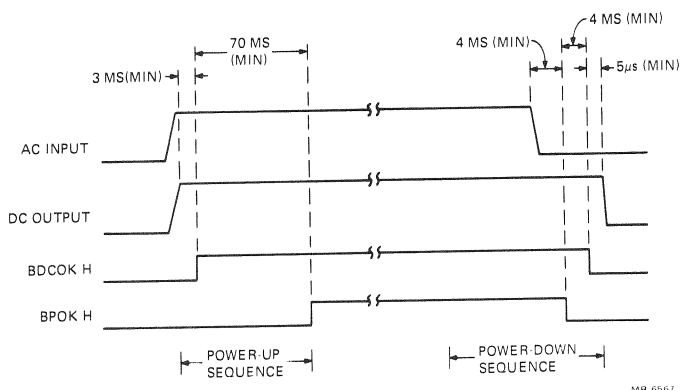 4 MS (MIN)
70 MS
(MIN)
4 MS (MIN)
3 MS(MIN)
5µs (MIN)
AC INPUT
DC OUTPUT
BDCOK H
BPOK H
POWER-UP
SEQUENCE
POWER-DOWN
SEQUENCE
MR 6567